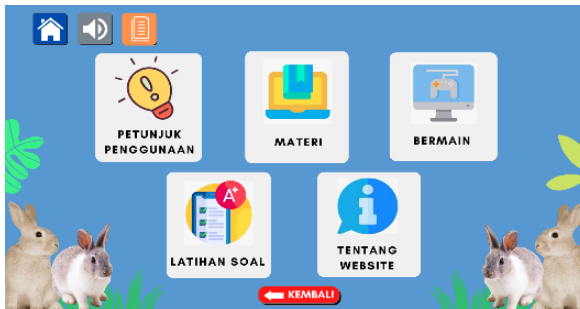 PETUNJUK
PENGGUNAAN
MATERI
BERMAIN
A+
LATIHAN SOAL
TENTANG
WEBSITE
KEMBALI